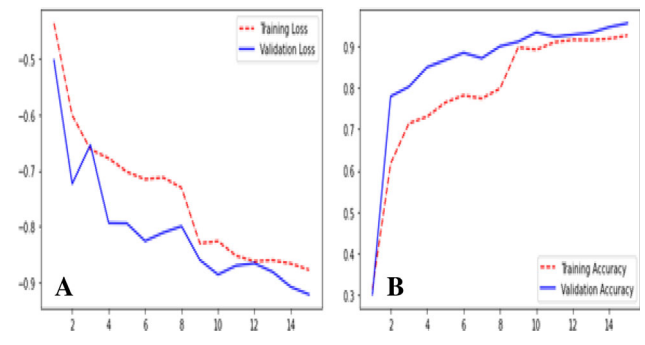 Training Loss
Validation Loss
−0.5
−0.6
−0.7
−0.8
−0.9
A
2 4 6 8 10 12 14
0.9
0.8
0.7
0.6
0.5
0.4
0.3
B
Training Accuracy
Validation Accuracy
2 4 6 8 10 12 14